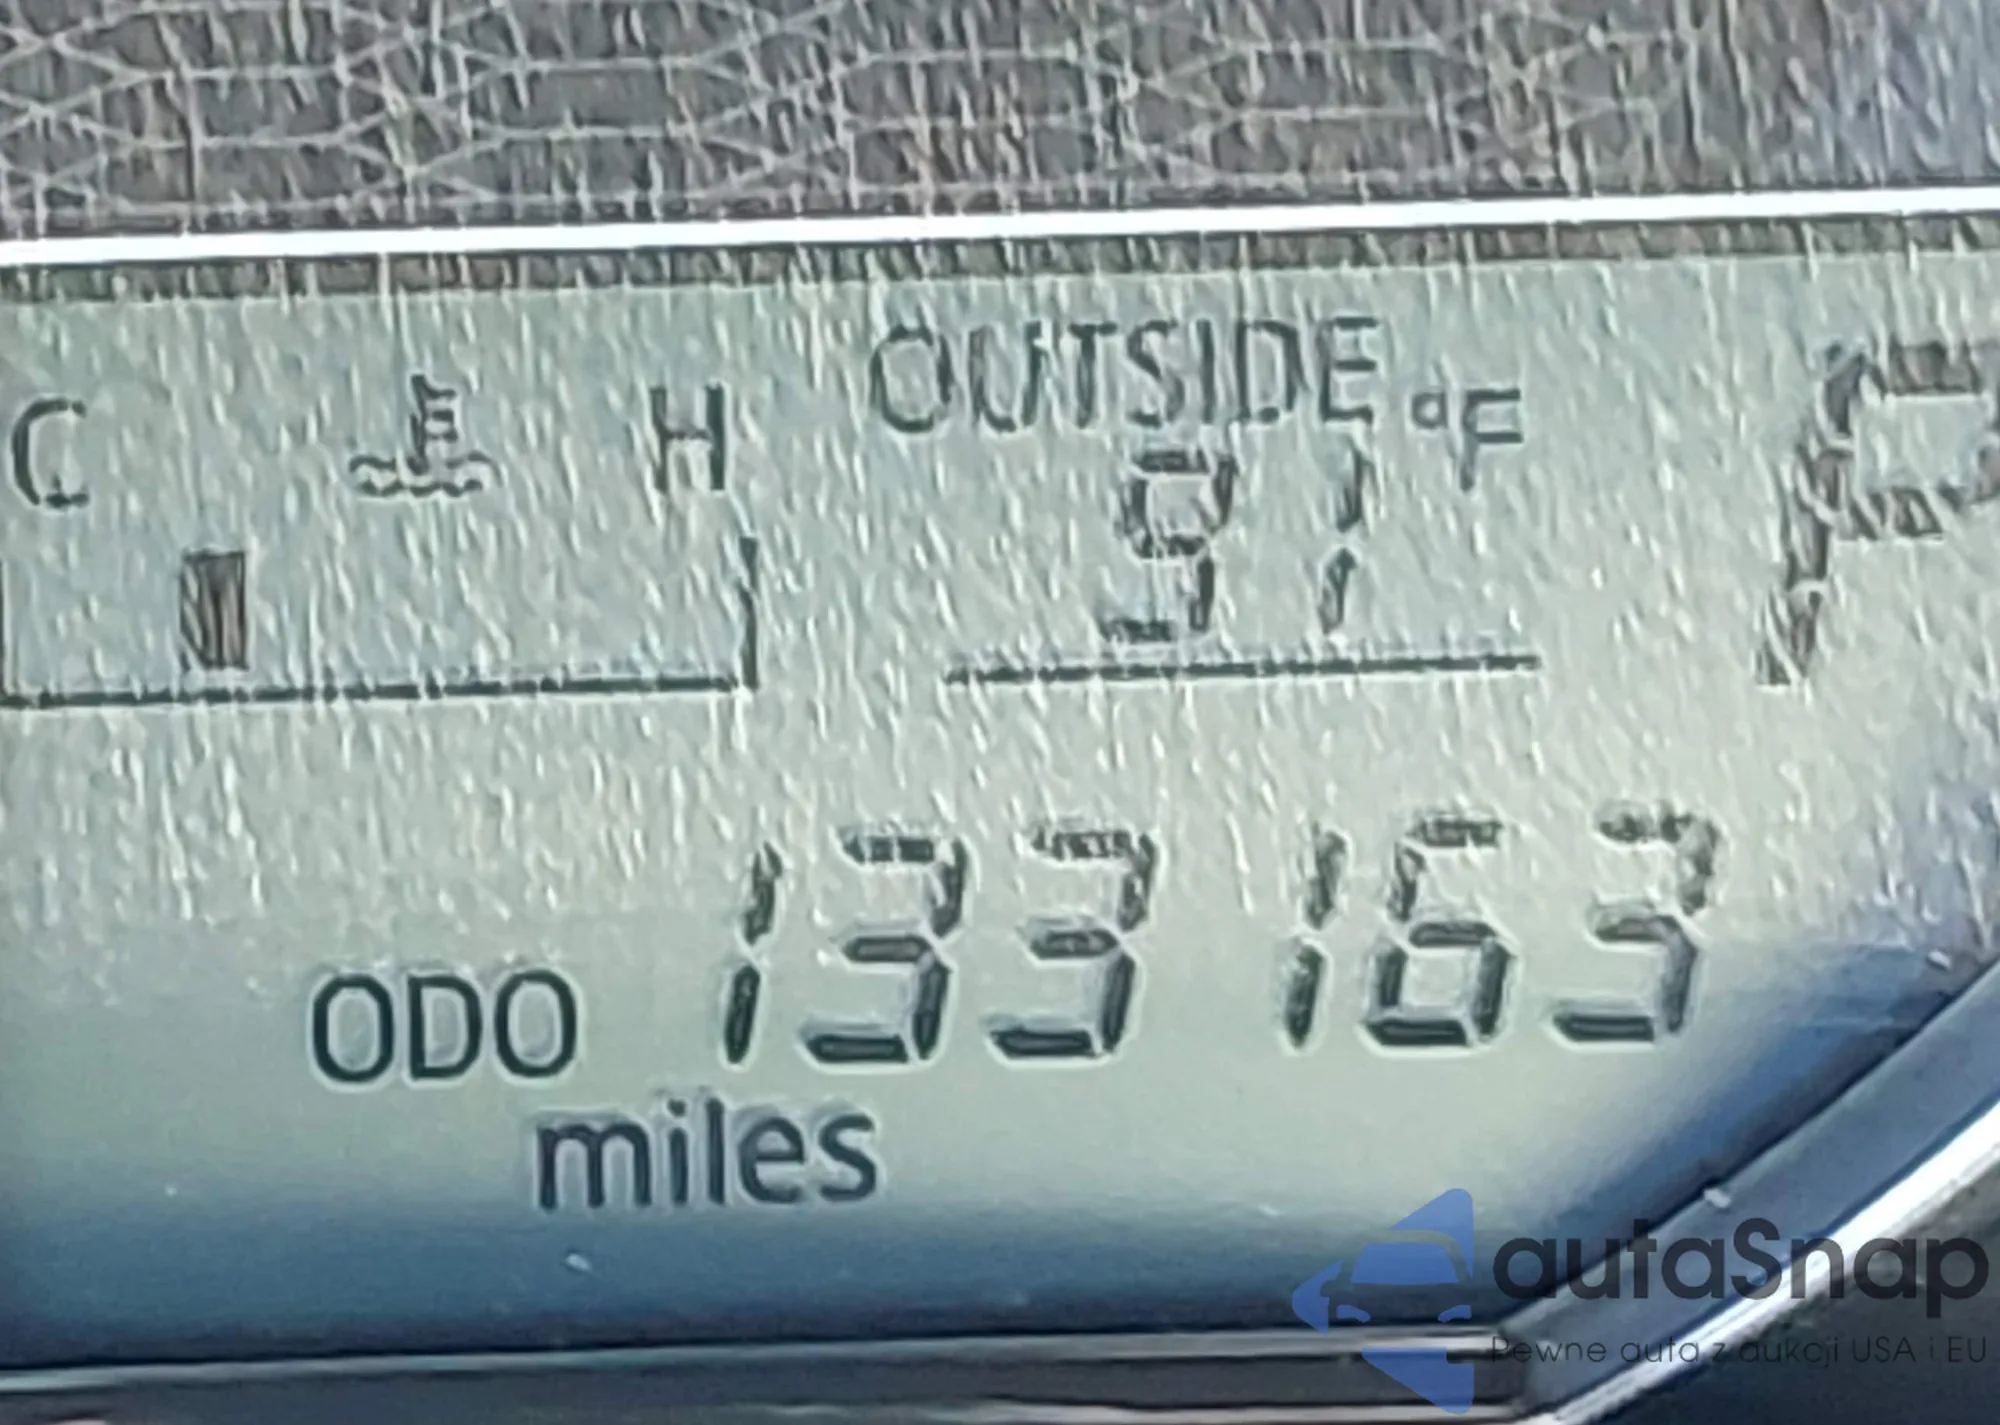 C H OUTSIDE °F
91 P
ODO 133163
miles
autaSnap
Pewne auta z aukcji USA i EU